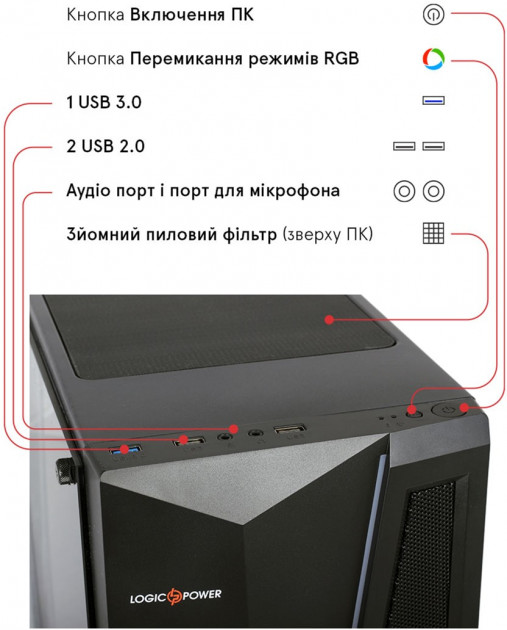 Кнопка Включення ПК
Кнопка Перемикання режимів RGB
1 USB 3.0
2 USB 2.0
Аудіо порт і порт для мікрофона
Зйомний пиловий фільтр (зверху ПК)
LOGIC POWER